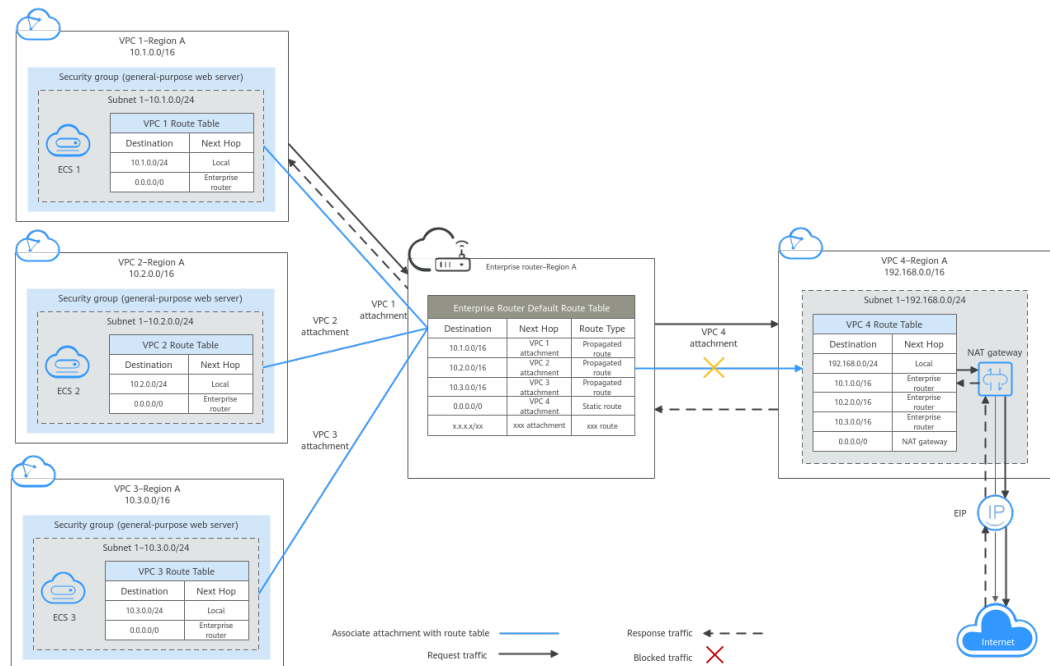 VPC 1–Region A
10.1.0.0/16
Security group (general-purpose web server)
Subnet 1–10.1.0.0/24
VPC 1 Route Table
Destination Next Hop
10.1.0.0/24 Local
0.0.0.0/0 Enterprise
router
ECS 1
VPC 2–Region A
10.2.0.0/16
Security group (general-purpose web server)
Subnet 1–10.2.0.0/24
VPC 2 Route Table
Destination Next Hop
10.2.0.0/24 Local
0.0.0.0/0 Enterprise
router
ECS 2
VPC 3–Region A
10.3.0.0/16
Security group (general-purpose web server)
Subnet 1–10.3.0.0/24
VPC 3 Route Table
Destination Next Hop
10.3.0.0/24 Local
0.0.0.0/0 Enterprise
router
ECS 3
VPC 1
attachment
VPC 2
attachment
VPC 3
attachment
Enterprise router–Region A
Enterprise Router Default Route Table
Destination Next Hop Route Type
10.1.0.0/16 VPC 1
attachment Propagated
route
10.2.0.0/16 VPC 2
attachment Propagated
route
10.3.0.0/16 VPC 3
attachment Propagated
route
0.0.0.0/0 VPC 4
attachment Static route
x.x.x.x/xx xxx attachment xxx route
VPC 4
attachment
VPC 4–Region A
192.168.0.0/16
Subnet 1–192.168.0.0/24
VPC 4 Route Table
Destination Next Hop
192.168.0.0/24 Local
10.1.0.0/16 Enterprise
router
10.2.0.0/16 Enterprise
router
10.3.0.0/16 Enterprise
router
0.0.0.0/0 NAT gateway
NAT gateway
EIP
IP
Internet
Associate attachment with route table
Request traffic
Response traffic
Blocked traffic